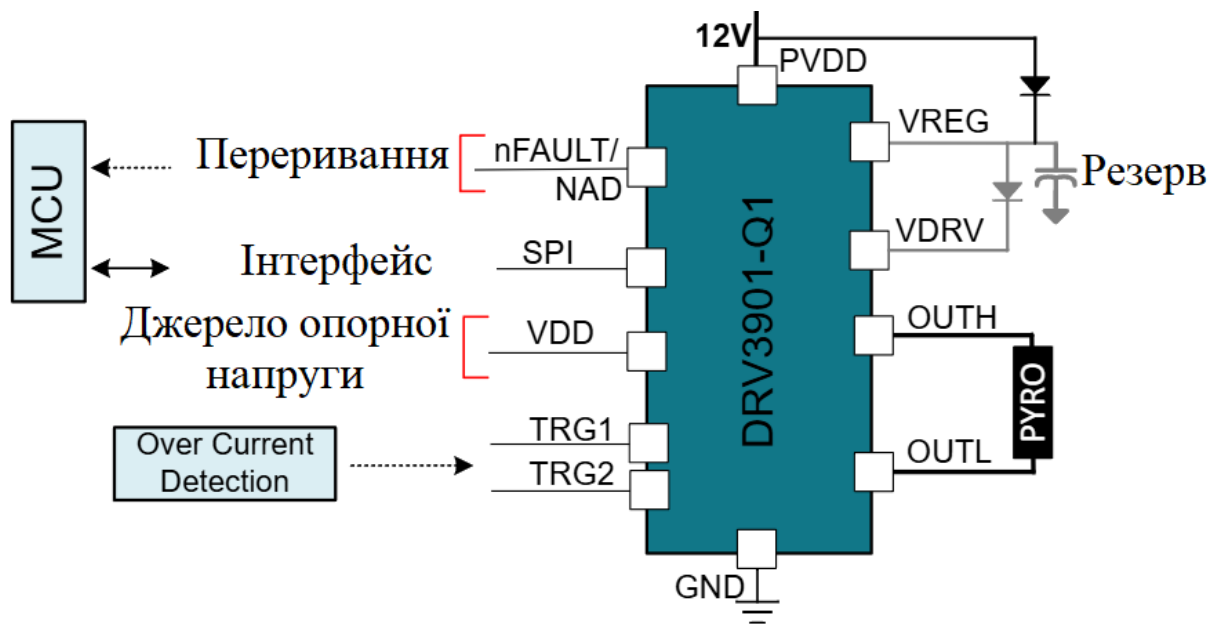 12V
PVDD
MCU
Переривання
nFAULT/
NAD
VREG
Резерв
Інтерфейс
SPI
VDRV
DRV3901-Q1
Джерело опорної
напруги
VDD
OUTH
PYRO
Over Current
Detection
TRG1
TRG2
OUTL
GND